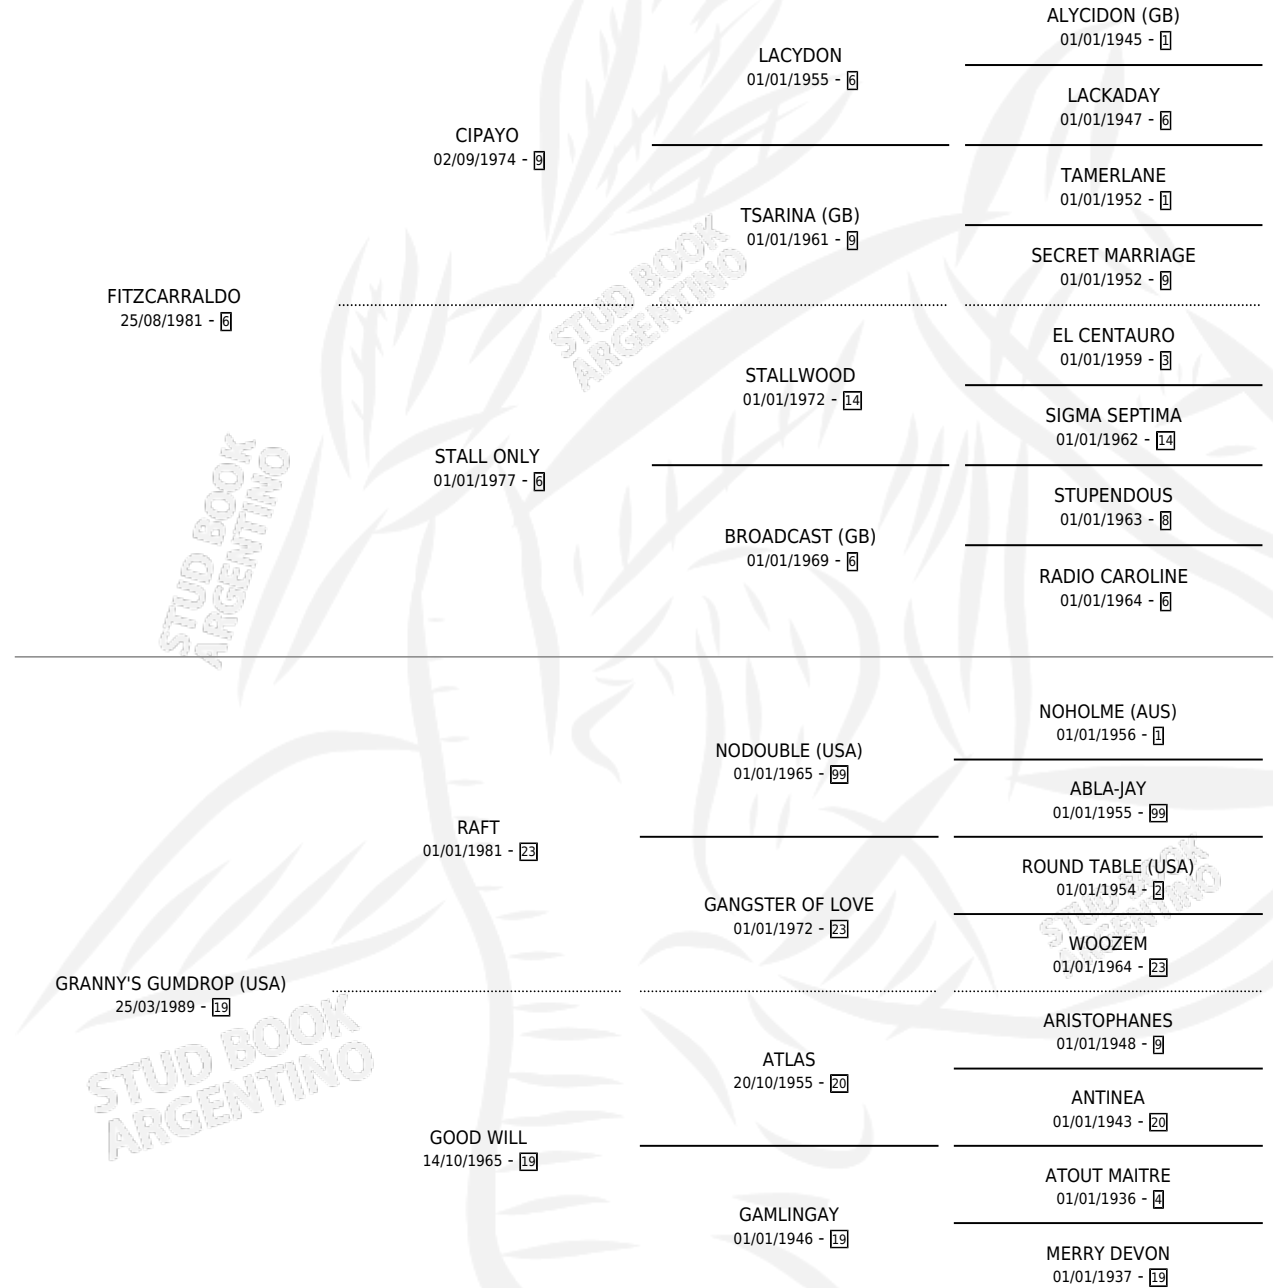 ALYCIDON (GB)
01/01/1945 - 1
LACYDON
01/01/1955 - 6
LACKADAY
01/01/1947 - 6
CIPAYO
02/09/1974 - 9
TAMERLANE
01/01/1952 - 1
TSARINA (GB)
01/01/1961 - 9
SECRET MARRIAGE
01/01/1952 - 9
FITZCARRALDO
25/08/1981 - 6
EL CENTAURO
01/01/1959 - 3
STALLWOOD
01/01/1972 - 14
SIGMA SEPTIMA
01/01/1962 - 14
STALL ONLY
01/01/1977 - 6
STUPENDOUS
01/01/1963 - 8
BROADCAST (GB)
01/01/1969 - 6
RADIO CAROLINE
01/01/1964 - 6
STUD BOOK
ARGENTINO
STUD BOOK
ARGENTINO
NOHOLME (AUS)
01/01/1956 - 1
NODOUBLE (USA)
01/01/1965 - 99
ABLA-JAY
01/01/1955 - 99
RAFT
01/01/1981 - 23
ROUND TABLE (USA)
01/01/1954 - 2
GANGSTER OF LOVE
01/01/1972 - 23
WOOZEM
01/01/1964 - 23
GRANNY'S GUMDROP (USA)
25/03/1989 - 19
ARISTOPHANES
01/01/1948 - 9
ATLAS
20/10/1955 - 20
ANTINEA
01/01/1943 - 20
GOOD WILL
14/10/1965 - 19
ATOUT MAITRE
01/01/1936 - 4
GAMLINGAY
01/01/1946 - 19
MERRY DEVON
01/01/1937 - 19
STUD BOOK
ARGENTINO
STUD BOOK
ARGENTINO